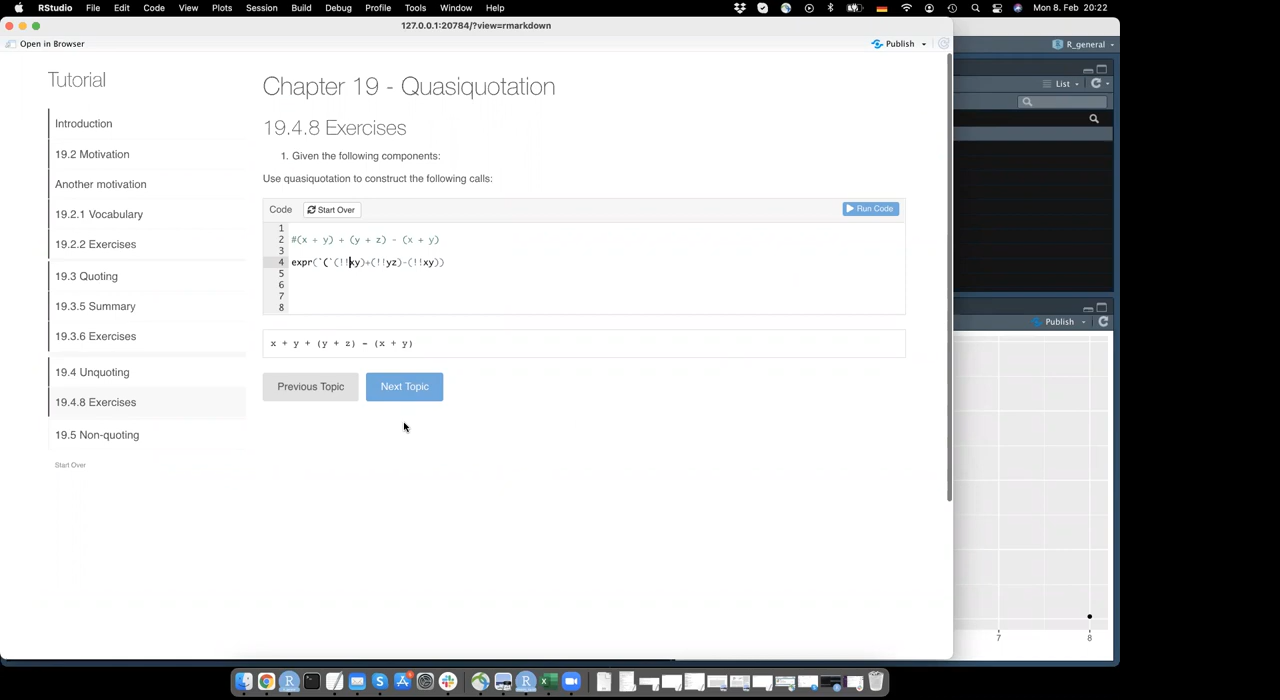 RStudio File Edit Code View Plots Session Build Debug Profile Tools Window Help Mon 8. Feb 20:22
127.0.0.1:20784/?view=rmarkdown
Open in Browser Publish
R_general
List
Tutorial
Introduction
19.2 Motivation
Another motivation
19.2.1 Vocabulary
19.2.2 Exercises
19.3 Quoting
19.3.5 Summary
19.3.6 Exercises
19.4 Unquoting
19.4.8 Exercises
19.5 Non-quoting
Start Over
Chapter 19 - Quasiquotation
19.4.8 Exercises
1. Given the following components:
Use quasiquotation to construct the following calls:
Code Start Over Run Code
1
2 #(x + y) + (y + z) - (x + y)
3
4 expr(`(`(!!xy)+(!!yz)-(!!xy))
5
6
7
8
x + y + (y + z) - (x + y)
Previous Topic Next Topic
Publish
7 8